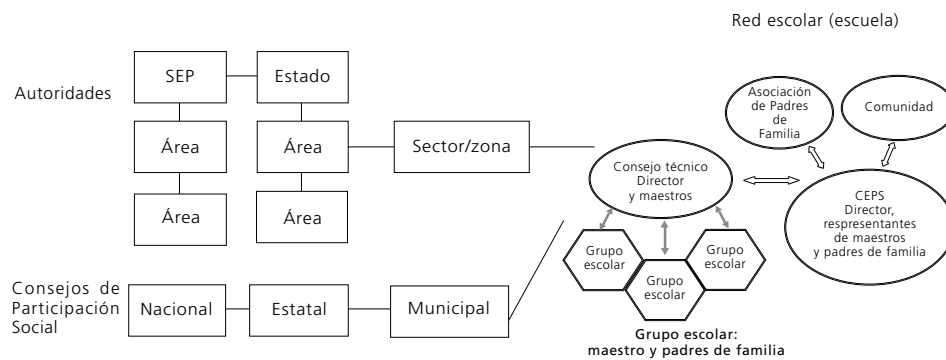 Red escolar (escuela)
Autoridades
SEP
Estado
Área
Área
Sector/zona
Área
Área
Asociación
de Padres
de
Familia
Comunidad
Consejo técnico
Director
y maestros
CEPS
Director,
respresentantes
de maestros
y padres de familia
Grupo
escolar
Grupo
escolar
Grupo
escolar
Grupo escolar:
maestro y padres de familia
Consejos de
Participación
Social
Nacional
Estatal
Municipal